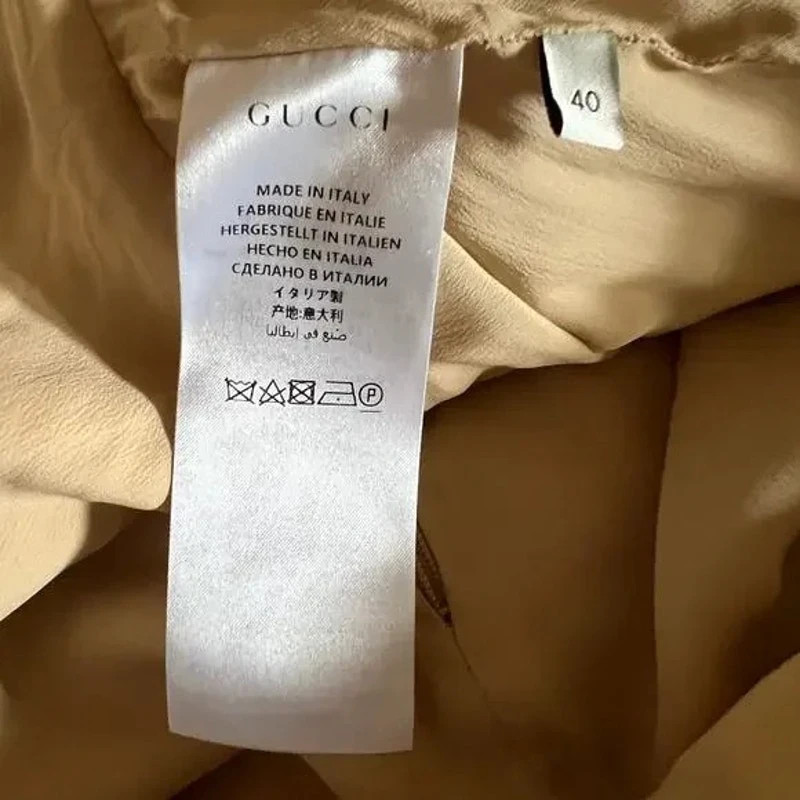 GUCCI
40
MADE IN ITALY
FABRIQUE EN ITALIE
HERGESTELLT IN ITALIEN
HECHO EN ITALIA
СДЕЛАНО В ИТАЛИИ
イタリア製
产地:意大利
صنع في إيطاليا
P